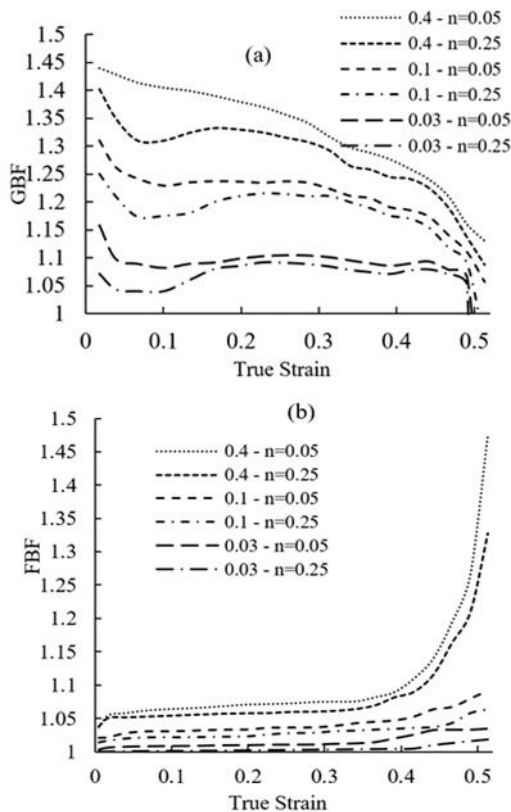 (a)
0.4 - n=0.05
0.4 - n=0.25
0.1 - n=0.05
0.1 - n=0.25
0.03 - n=0.05
0.03 - n=0.25
GBF
1.5
1.45
1.4
1.35
1.3
1.25
1.2
1.15
1.1
1.05
1
0 0.1 0.2 0.3 0.4 0.5
True Strain
(b)
0.4 - n=0.05
0.4 - n=0.25
0.1 - n=0.05
0.1 - n=0.25
0.03 - n=0.05
0.03 - n=0.25
FBF
1.5
1.45
1.4
1.35
1.3
1.25
1.2
1.15
1.1
1.05
1
0 0.1 0.2 0.3 0.4 0.5
True Strain